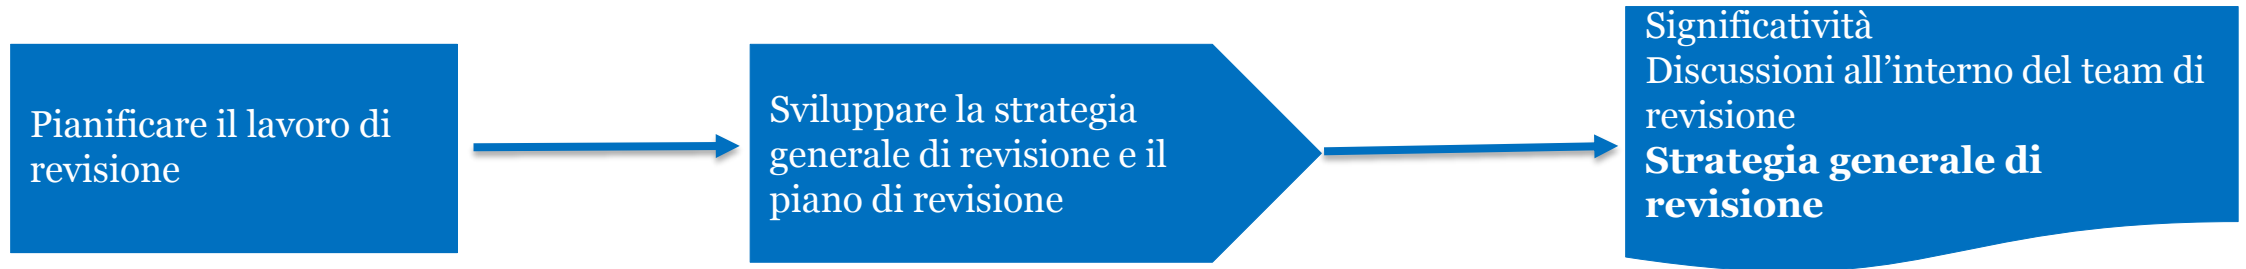 Pianificare il lavoro di
revisione
Sviluppare la strategia
generale di revisione e il
piano di revisione
Significatività
Discussioni all’interno del team di
revisione
Strategia generale di
revisione